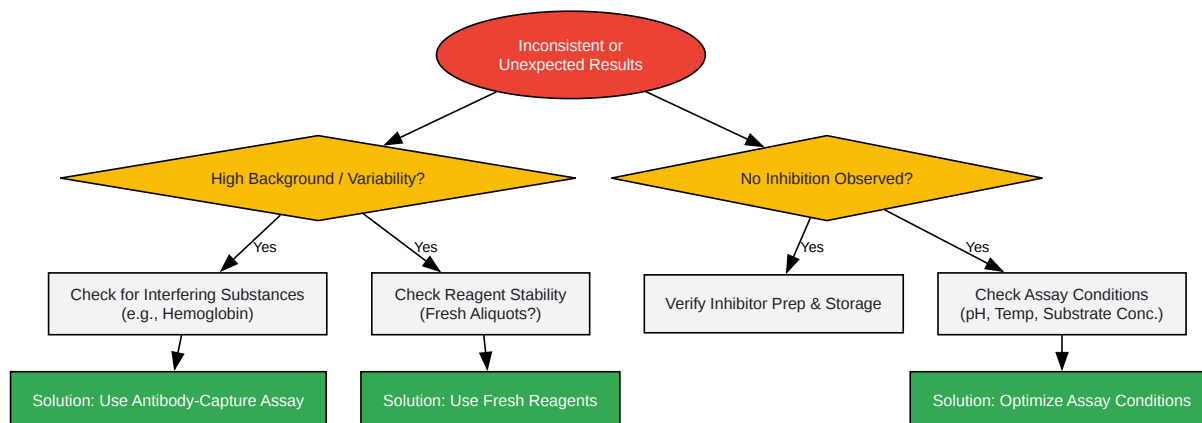 Inconsistent or
Unexpected Results
High Background / Variability?
No Inhibition Observed?
Yes
Yes
Yes
Yes
Check for Interfering Substances
(e.g., Hemoglobin)
Check Reagent Stability
(Fresh Aliquots?)
Verify Inhibitor Prep & Storage
Check Assay Conditions
(pH, Temp, Substrate Conc.)
Solution: Use Antibody-Capture Assay
Solution: Use Fresh Reagents
Solution: Optimize Assay Conditions